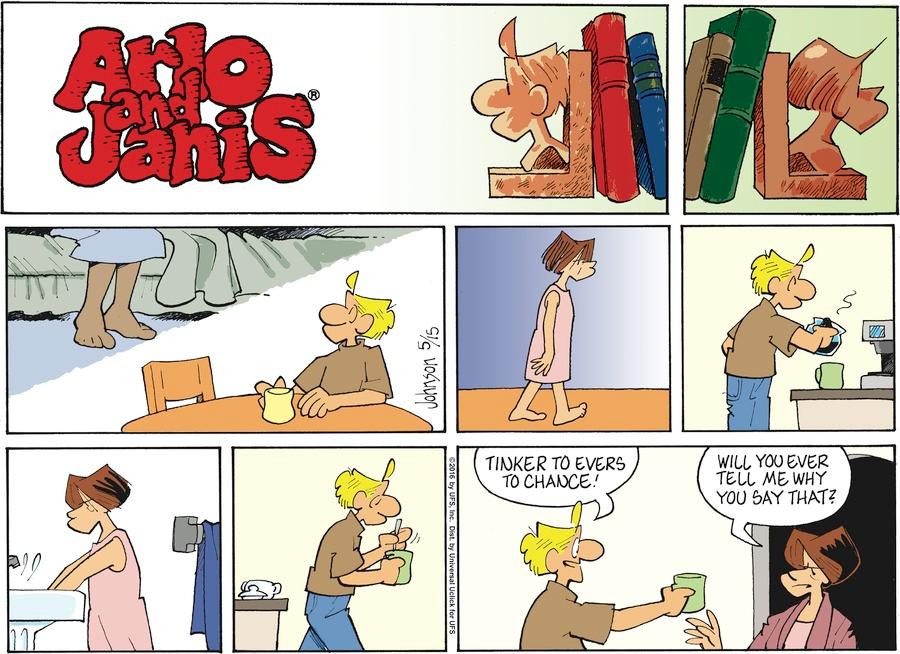 Arlo
and
Janis®
Johnson 5/15
TINKER TO EVERS
TO CHANCE!
WILL YOU EVER
TELL ME WHY
YOU SAY THAT?
©2016 by UFS, Inc. Dist. by Universal Uclick for UFS